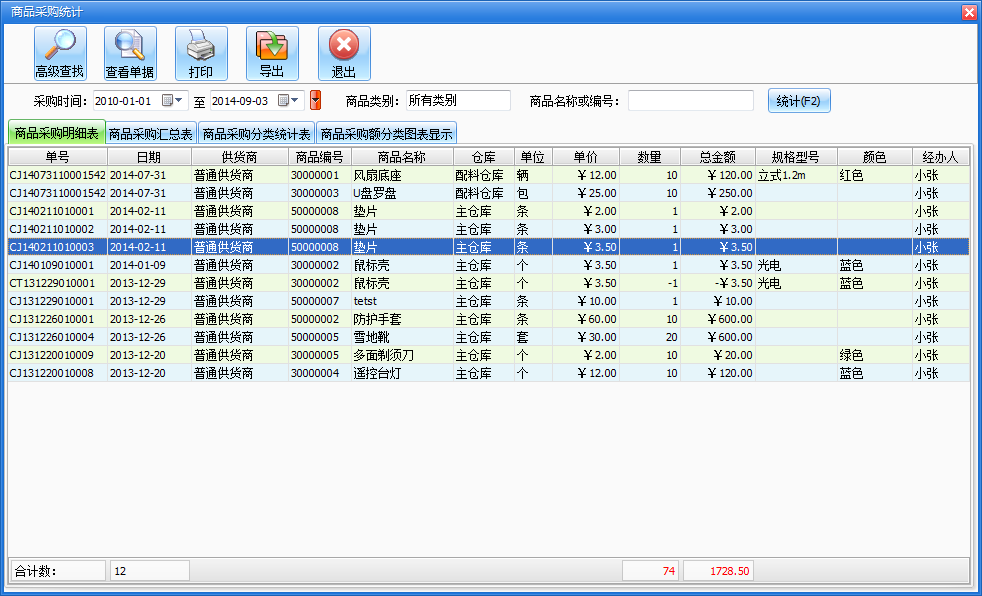 商品采购统计
高级查找 查看单据 打印 导出 退出
采购时间: 2010-01-01 至 2014-09-03 商品类别: 所有类别 商品名称或编号: 统计(F2)
商品采购明细表 商品采购汇总表 商品采购分类统计表 商品采购额分类图表显示
单号 日期 供货商 商品编号 商品名称 仓库 单位 单价 数量 总金额 规格型号 颜色 经办人
CJ14073110001542 2014-07-31 普通供货商 30000001 风扇底座 配料仓库 辆 ￥12.00 10 ￥120.00 立式1.2m 红色 小张
CJ14073110001542 2014-07-31 普通供货商 30000003 U盘罗盘 配料仓库 包 ￥25.00 10 ￥250.00 小张
CJ140211010001 2014-02-11 普通供货商 50000008 垫片 主仓库 条 ￥2.00 1 ￥2.00 小张
CJ140211010002 2014-02-11 普通供货商 50000008 垫片 主仓库 条 ￥3.00 1 ￥3.00 小张
CJ140211010003 2014-02-11 普通供货商 50000008 垫片 主仓库 条 ￥3.50 1 ￥3.50 小张
CJ140109010001 2014-01-09 普通供货商 30000002 鼠标壳 主仓库 个 ￥3.50 1 ￥3.50 光电 蓝色 小张
CT131229010001 2013-12-29 普通供货商 30000002 鼠标壳 主仓库 个 ￥3.50 -1 -￥3.50 光电 蓝色 小张
CJ131229010001 2013-12-29 普通供货商 50000007 tetst 主仓库 条 ￥10.00 1 ￥10.00 小张
CJ131226010001 2013-12-26 普通供货商 50000002 防护手套 主仓库 条 ￥60.00 10 ￥600.00 小张
CJ131226010004 2013-12-26 普通供货商 50000005 雪地靴 主仓库 套 ￥30.00 20 ￥600.00 小张
CJ131220010009 2013-12-20 普通供货商 30000005 多面剃须刀 主仓库 个 ￥2.00 10 ￥20.00 绿色 小张
CJ131220010008 2013-12-20 普通供货商 30000004 遥控台灯 主仓库 个 ￥12.00 10 ￥120.00 蓝色 小张
合计数: 12 74 1728.50